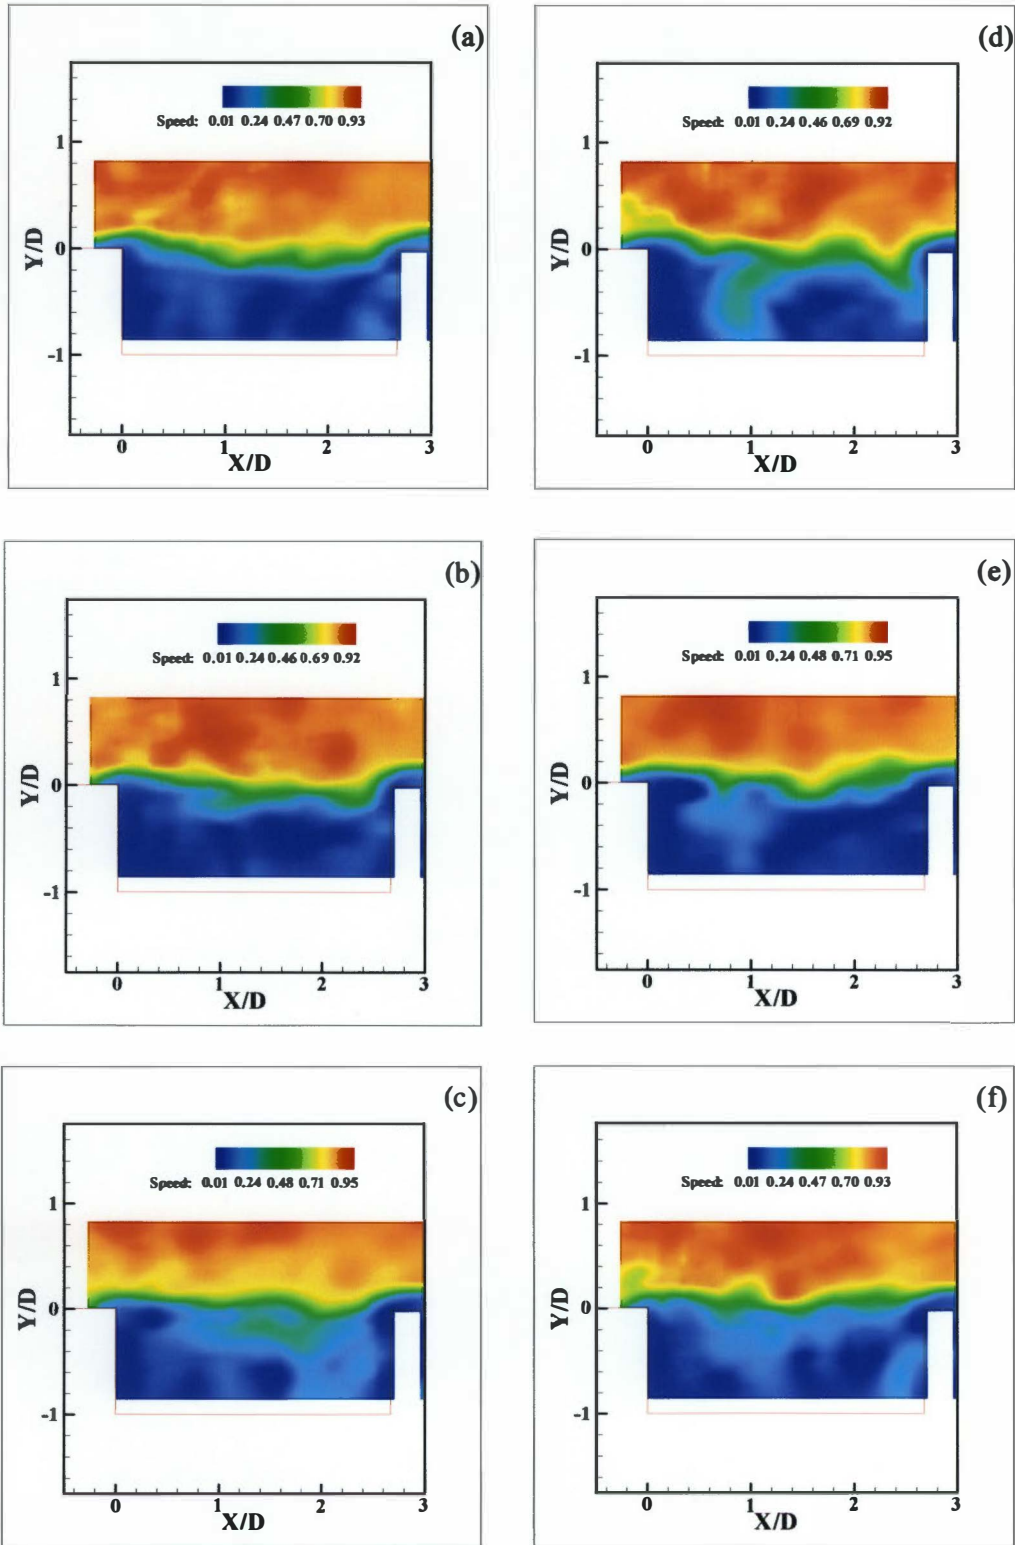 (a)
Speed: 0.01 0.24 0.47 0.70 0.93
1
0
-1
Y/D
0 1 2 3
X/D
(d)
Speed: 0.01 0.24 0.46 0.69 0.92
1
0
-1
Y/D
0 1 2 3
X/D
(b)
Speed: 0.01 0.24 0.46 0.69 0.92
1
0
-1
Y/D
0 1 2 3
X/D
(e)
Speed: 0.01 0.24 0.48 0.71 0.95
1
0
-1
Y/D
0 1 2 3
X/D
(c)
Speed: 0.01 0.24 0.48 0.71 0.95
1
0
-1
Y/D
0 1 2 3
X/D
(f)
Speed: 0.01 0.24 0.47 0.70 0.93
1
0
-1
Y/D
0 1 2 3
X/D